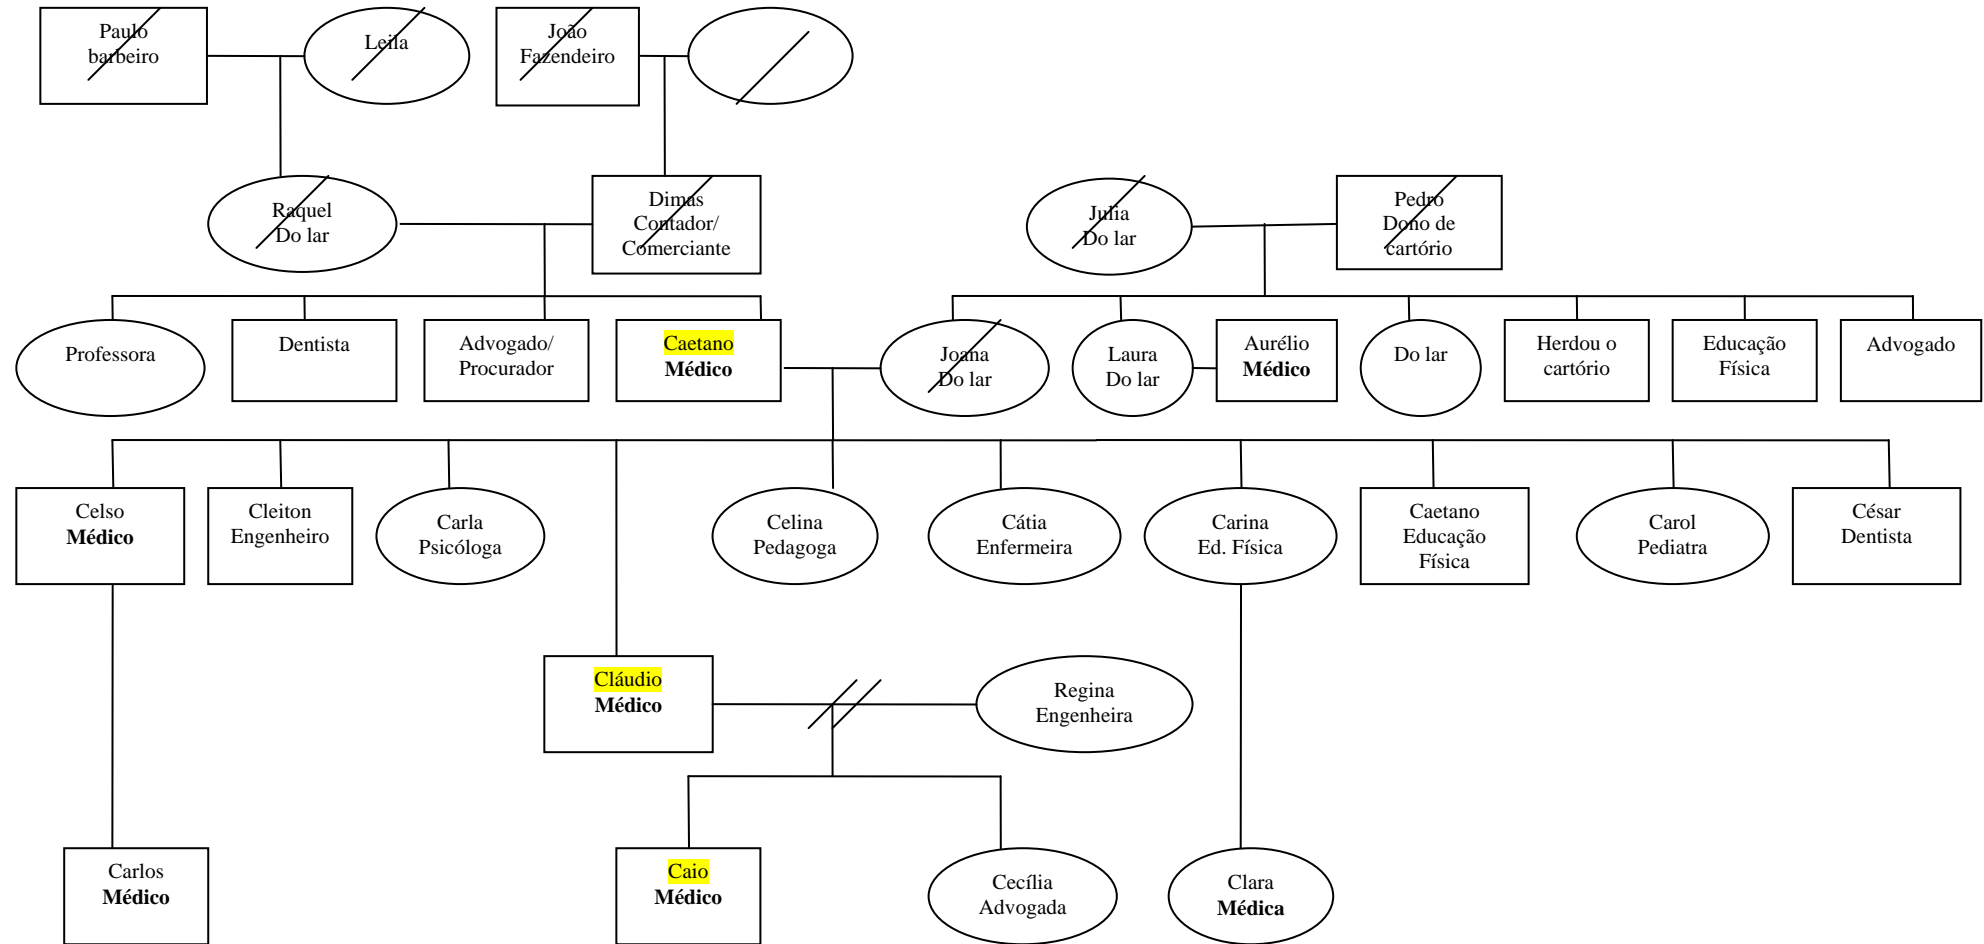 Paulo
barbeiro
Leila
João
Fazendeiro
Raquel
Do lar
Dimas
Contador/
Comerciante
Julia
Do lar
Pedro
Dono de
cartório
Professora
Dentista
Advogado/
Procurador
Caetano
Médico
Joana
Do lar
Laura
Do lar
Aurélio
Médico
Do lar
Herdou o
cartório
Educação
Física
Advogado
Celso
Médico
Cleiton
Engenheiro
Carla
Psicóloga
Celina
Pedagoga
Cátia
Enfermeira
Carina
Ed. Física
Caetano
Educação
Física
Carol
Pediatra
César
Dentista
Cláudio
Médico
Regina
Engenheira
Carlos
Médico
Caio
Médico
Cecília
Advogada
Clara
Médica